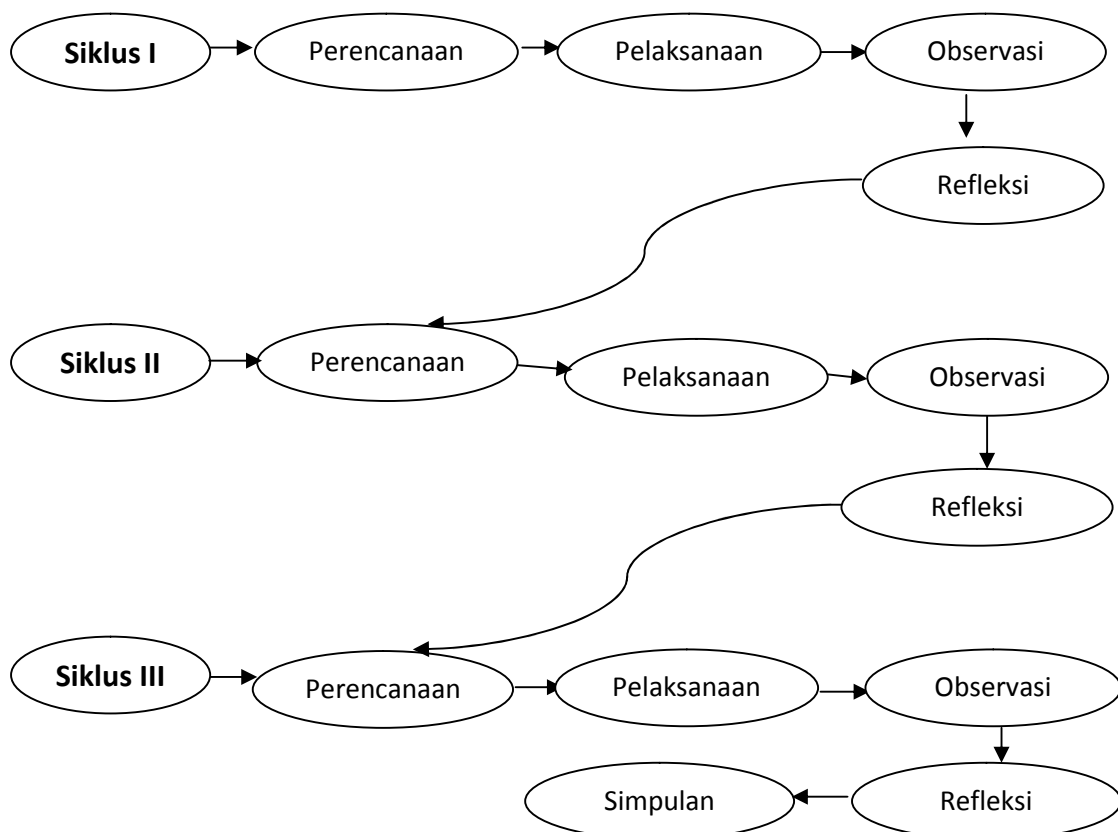 Siklus I
Perencanaan
Pelaksanaan
Observasi
Refleksi
Siklus II
Perencanaan
Pelaksanaan
Observasi
Refleksi
Siklus III
Perencanaan
Pelaksanaan
Observasi
Refleksi
Simpulan